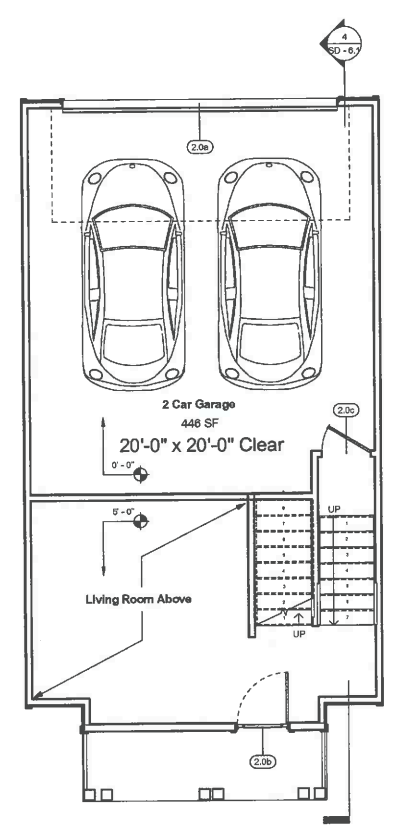 4
SD - 6.1
2.0a
2 Car Garage
446 SF
20'-0" x 20'-0" Clear
2.0c
0' - 0"
5' - 0"
UP
Living Room Above
UP
2.0b